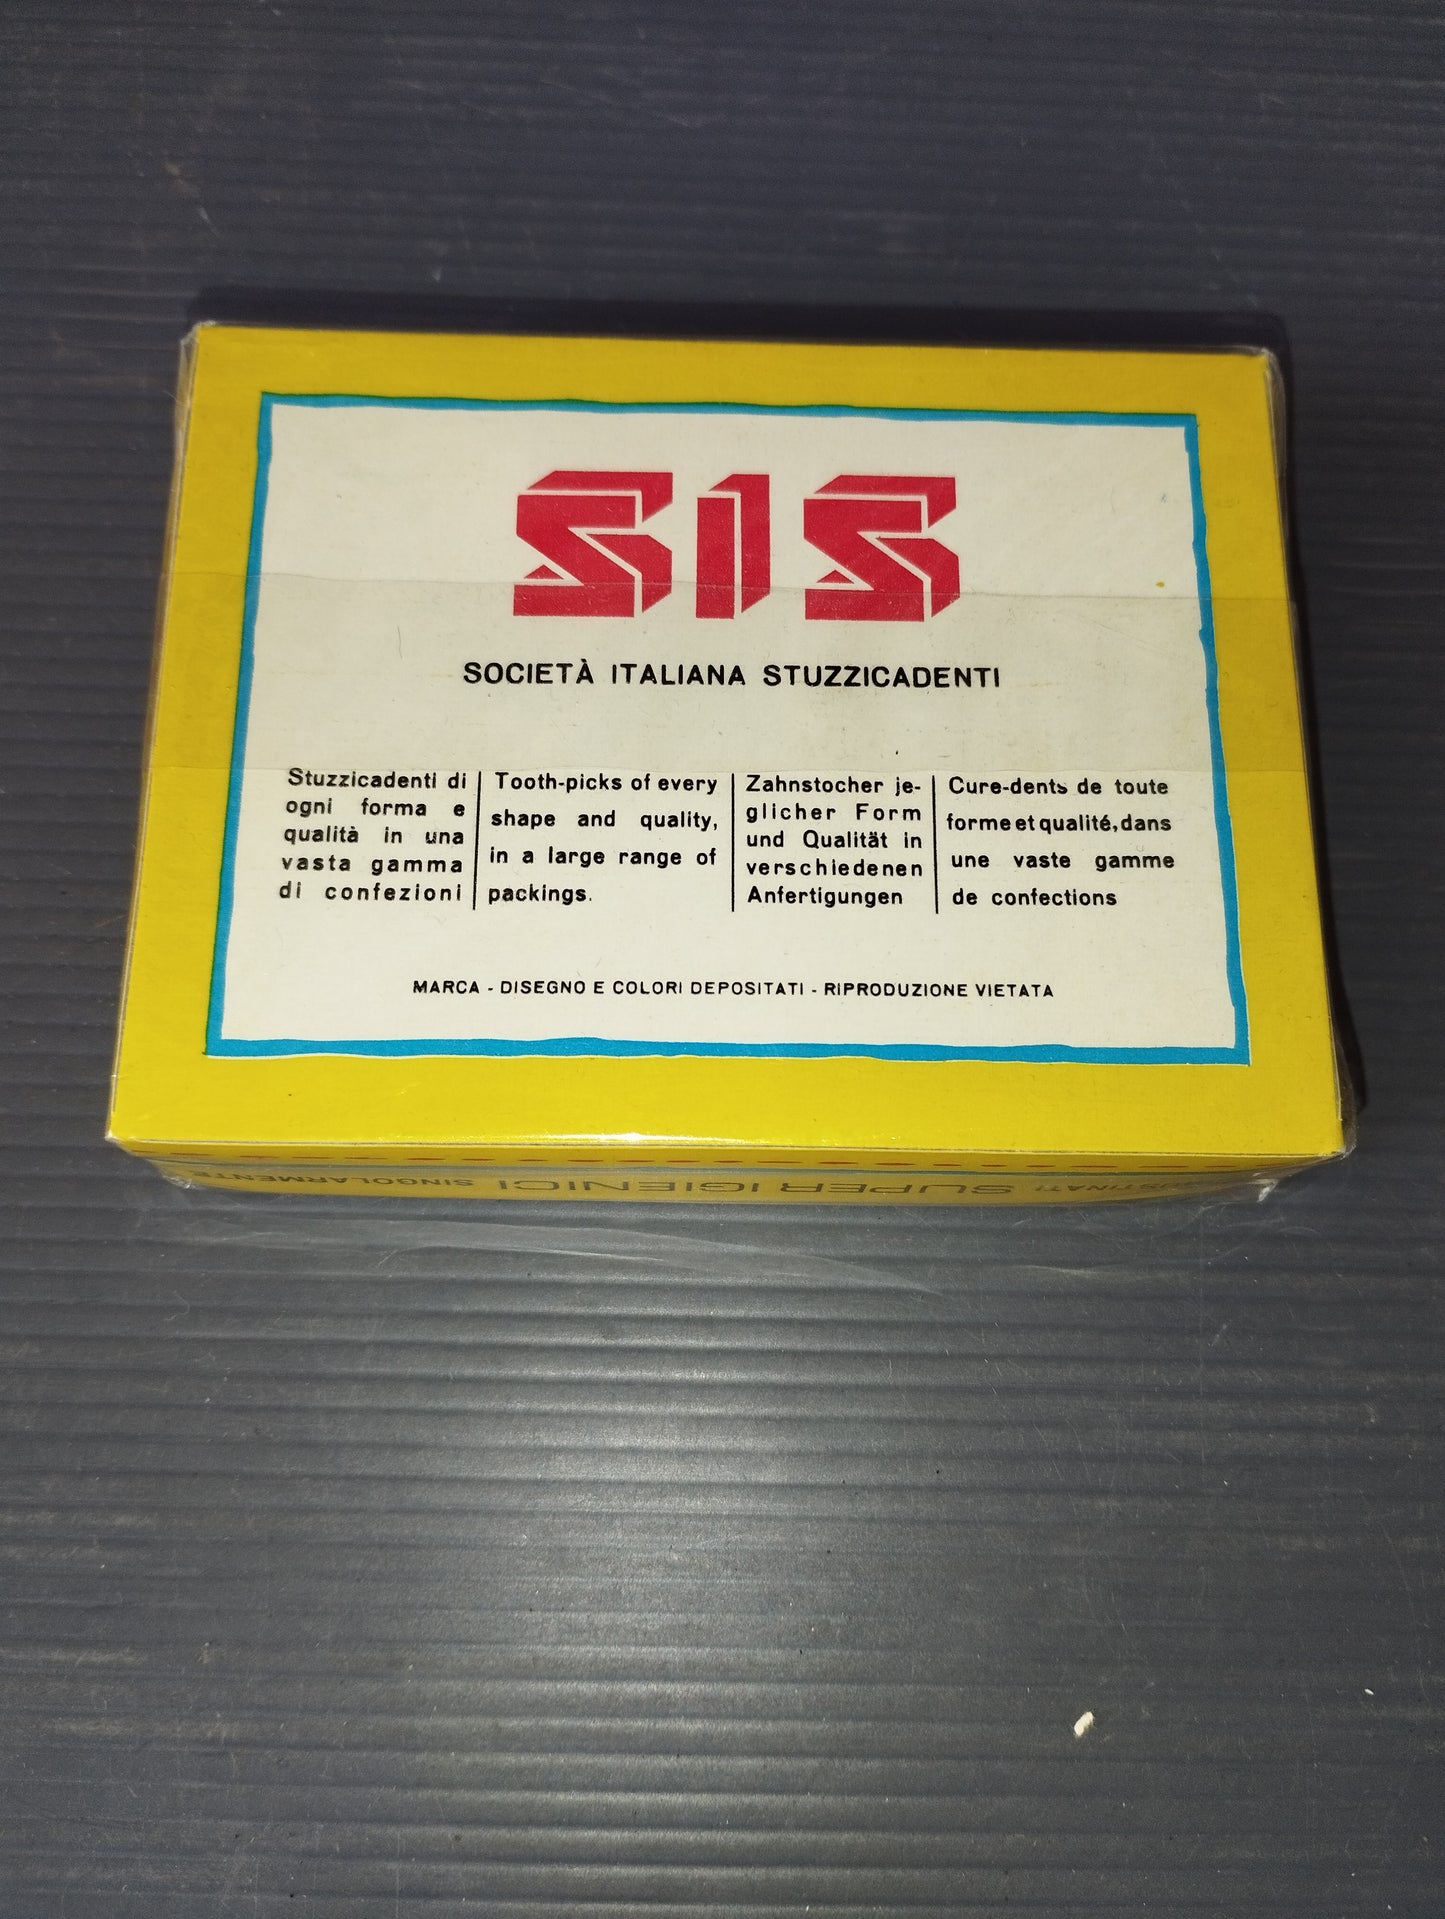 SIS
SOCIETÀ ITALIANA STUZZICADENTI
Stuzzicadenti di
ogni forma e
qualità in una
vasta gamma
di confezioni
Tooth-picks of every
shape and quality,
in a large range of
packings.
Zahnstocher je-
glicher Form
und Qualität in
verschiedenen
Anfertigungen
Cure-dents de toute
forme et qualité, dans
une vaste gamme
de confections
MARCA - DISEGNO E COLORI DEPOSITATI - RIPRODUZIONE VIETATA
SUPER IGIENICI SINGOLARMENTE